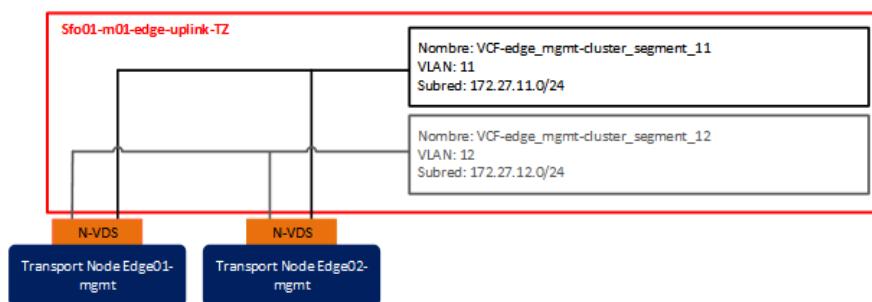 Sfo01-m01-edge-uplink-TZ
Nombre: VCF-edge_mgmt-cluster_segment_11
VLAN: 11
Subred: 172.27.11.0/24
Nombre: VCF-edge_mgmt-cluster_segment_12
VLAN: 12
Subred: 172.27.12.0/24
N-VDS
N-VDS
Transport Node Edge01-
mgmt
Transport Node Edge02-
mgmt